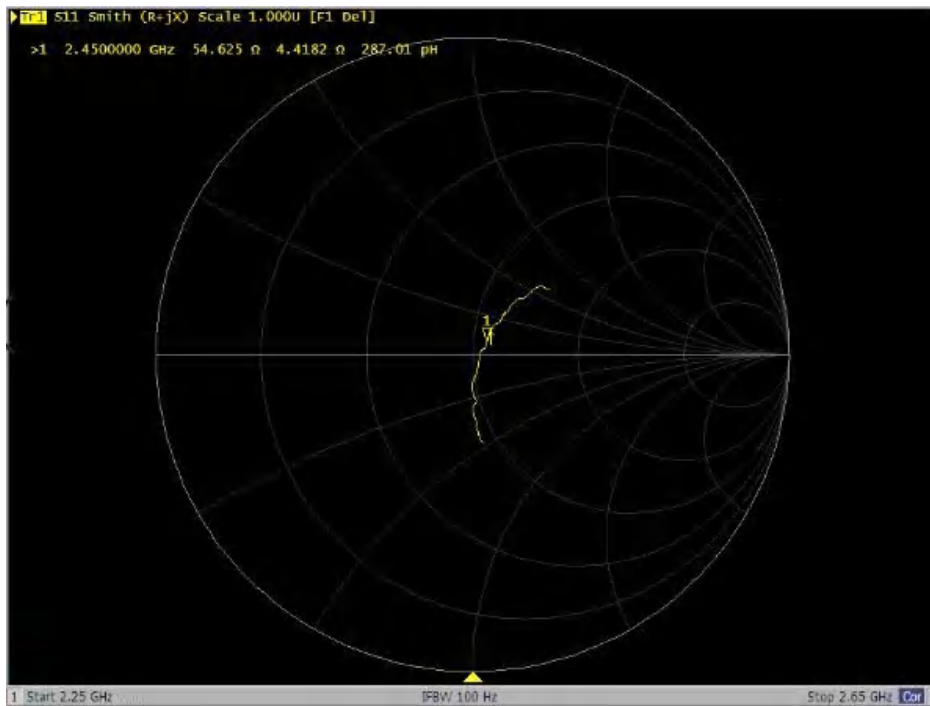 Tr1 S11 Smith (R+jX) Scale 1.000U [F1 Del]
>1 2.4500000 GHz 54.625 Ω 4.4182 Ω 287.01 pH
1
1 Start 2.25 GHz IFBW 100 Hz Stop 2.65 GHz Cor